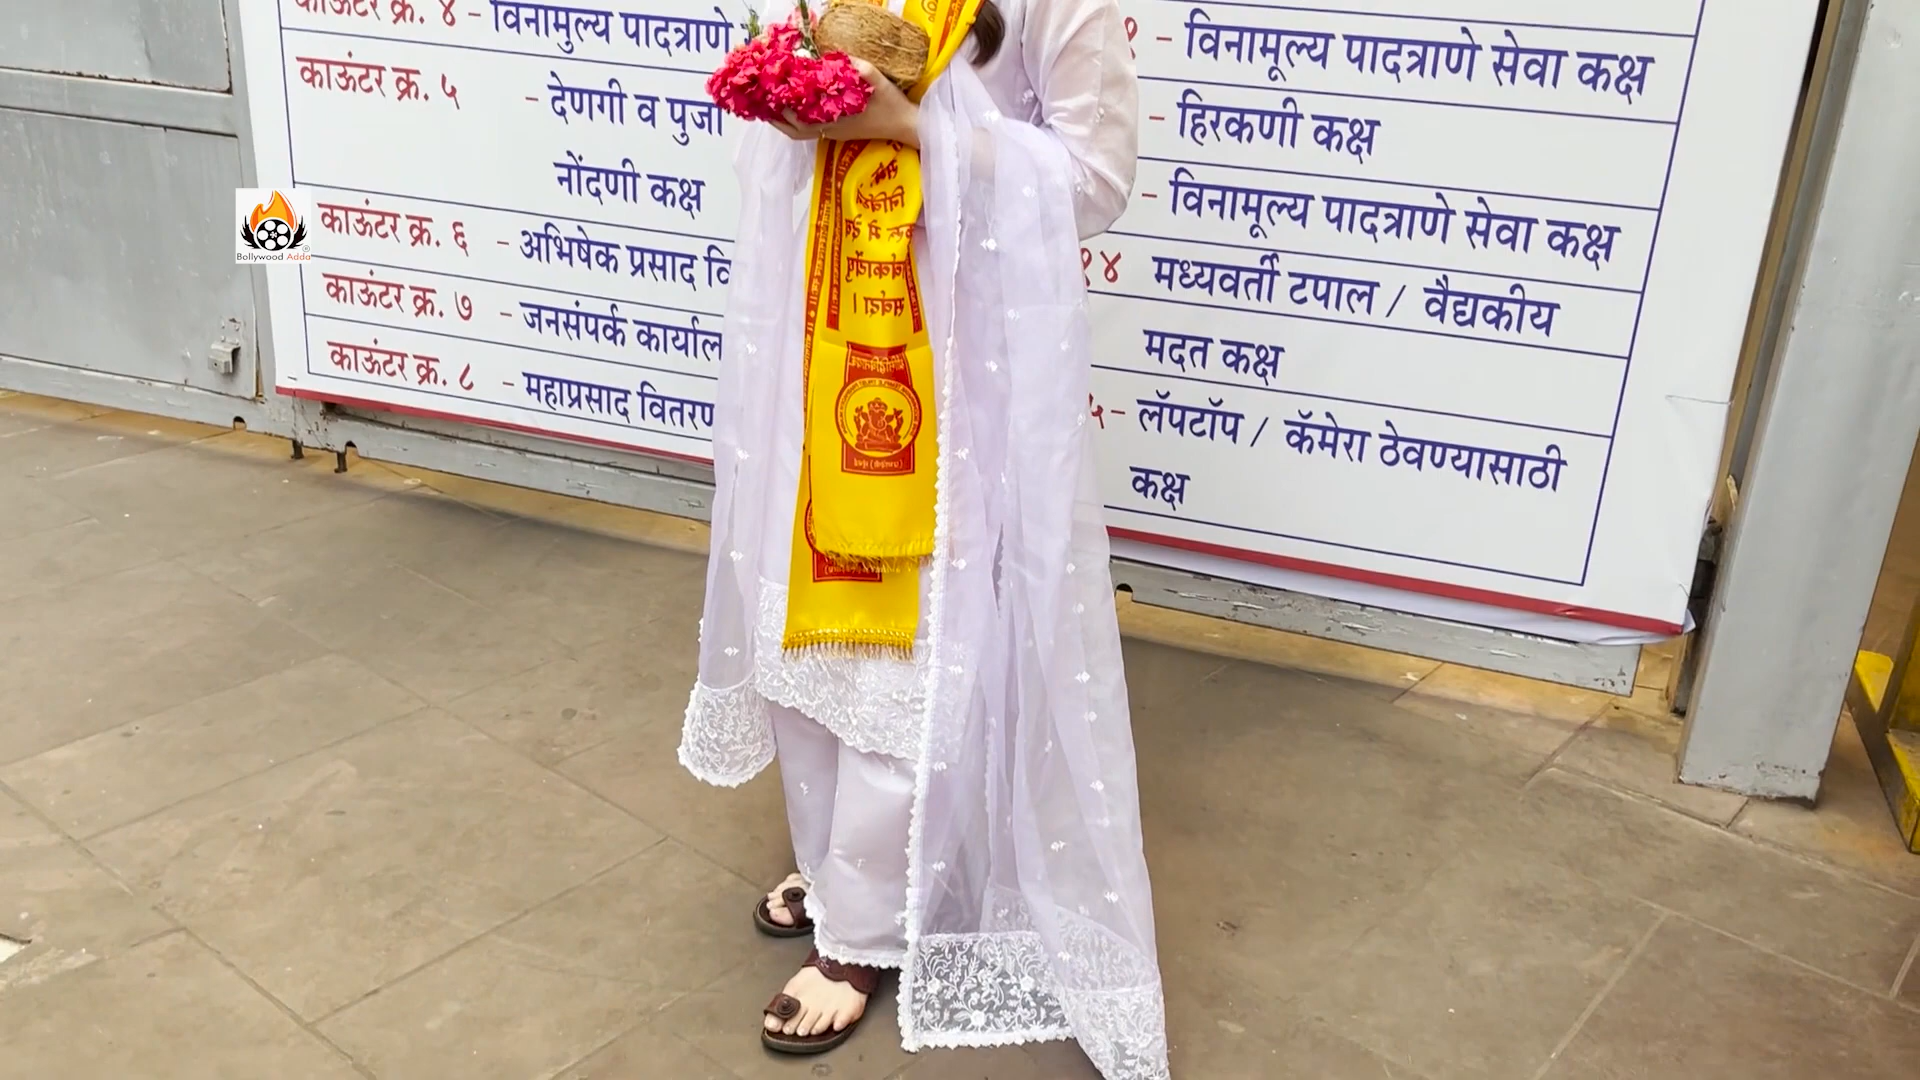 काऊंटर क्र. ४ - विनामुल्य पादत्राणे
काऊंटर क्र. ५ - देणगी व पुजा
नोंदणी कक्ष
काऊंटर क्र. ६ - अभिषेक प्रसाद वि
काऊंटर क्र. ७ - जनसंपर्क कार्याल
काऊंटर क्र. ८ - महाप्रसाद वितरण
- विनामूल्य पादत्राणे सेवा कक्ष
- हिरकणी कक्ष
- विनामूल्य पादत्राणे सेवा कक्ष
१४ मध्यवर्ती टपाल / वैद्यकीय
मदत कक्ष
५ - लॅपटॉप / कॅमेरा ठेवण्यासाठी
कक्ष
Bollywood Adda